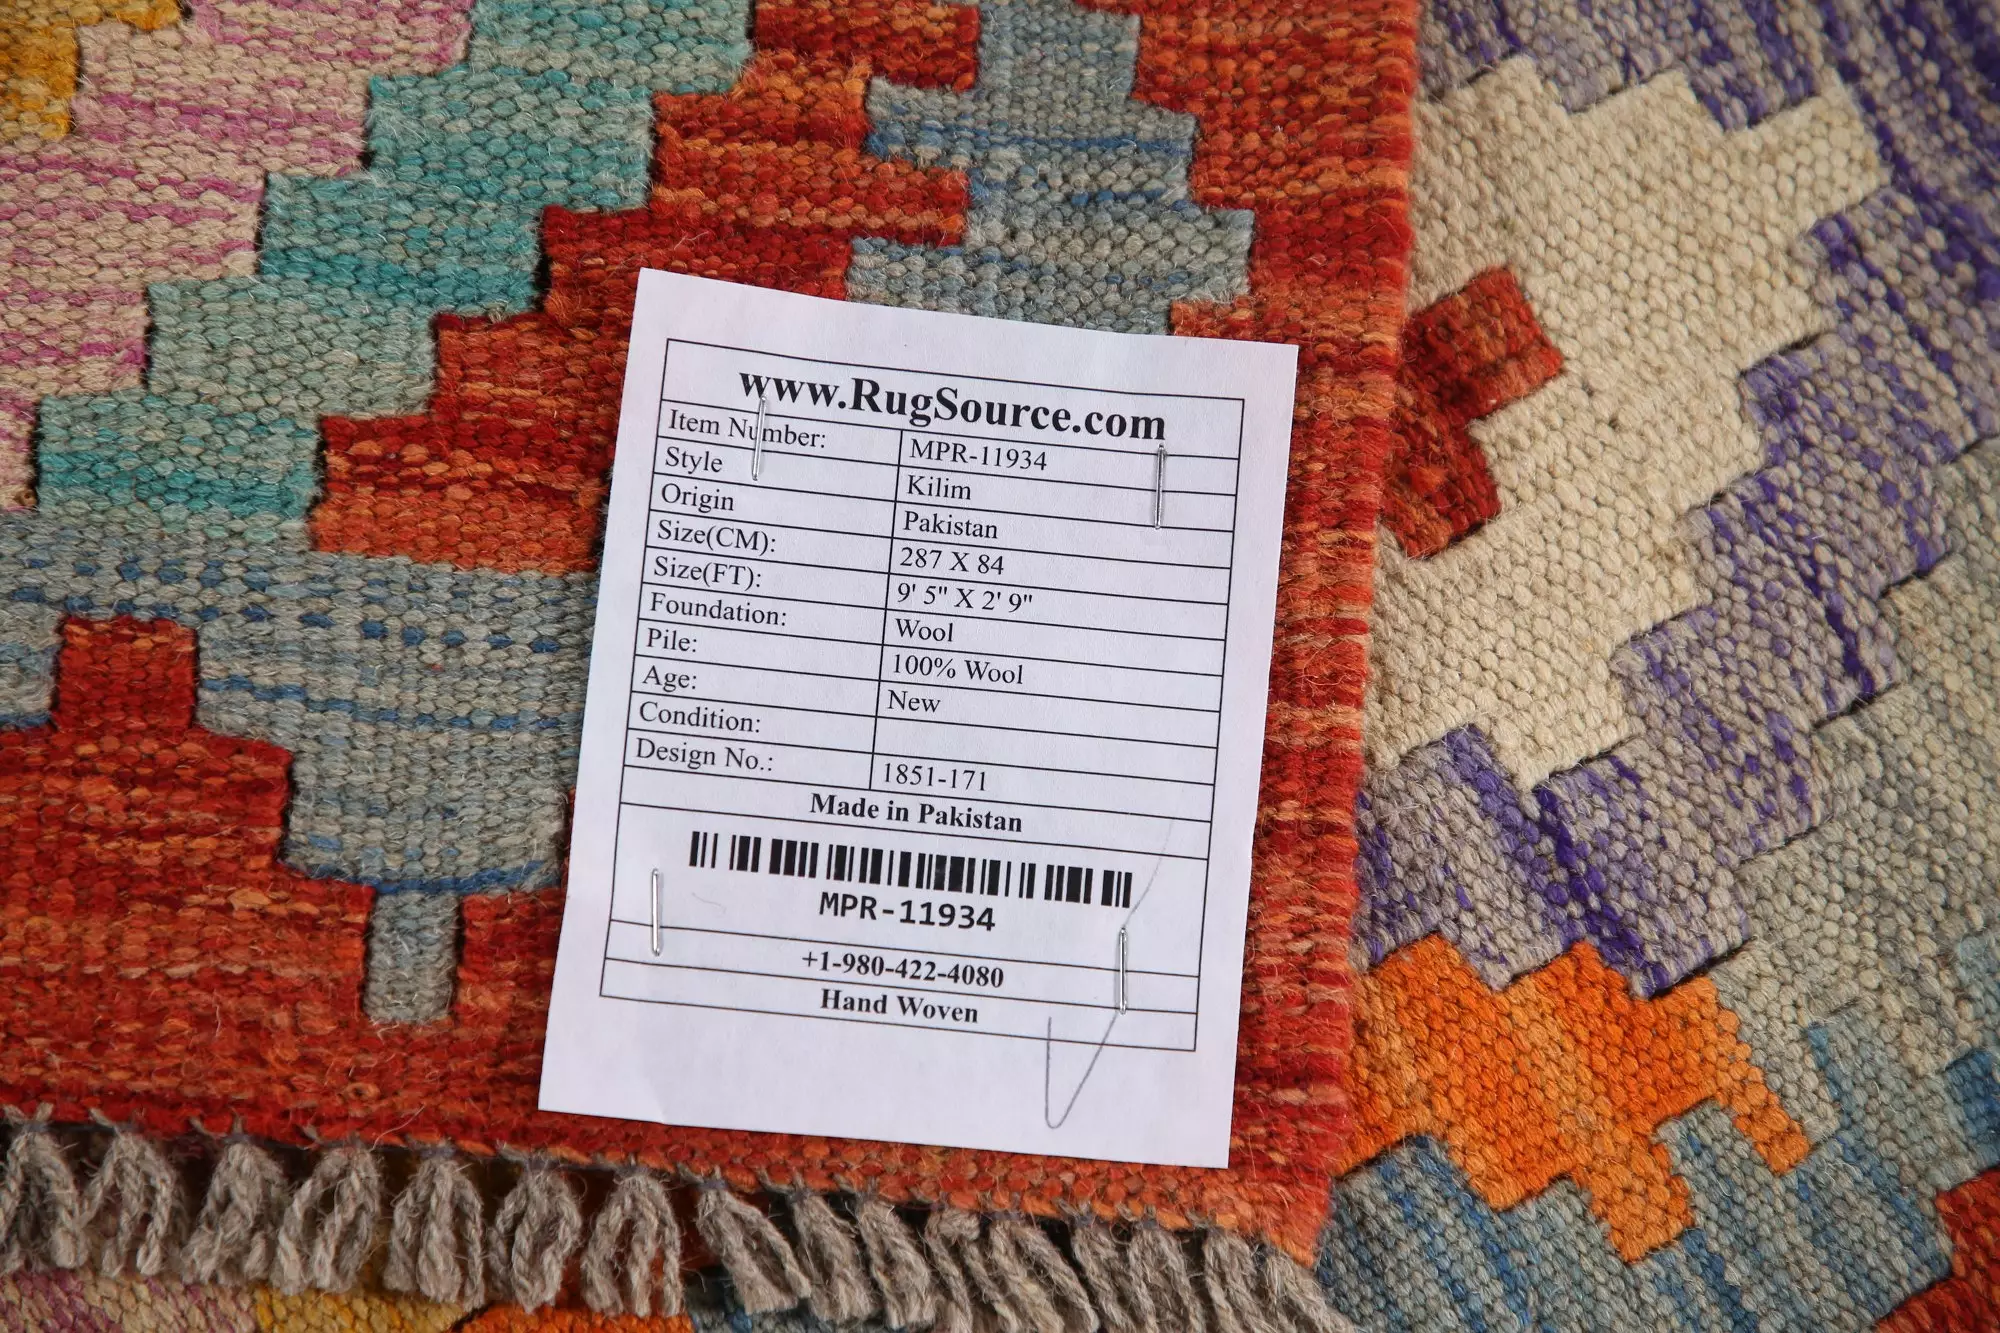 www.RugSource.com
Item Number: MPR-11934
Style Kilim
Origin Pakistan
Size(CM): 287 X 84
Size(FT): 9' 5" X 2' 9"
Foundation: Wool
Pile: 100% Wool
Age: New
Condition:
Design No.: 1851-171
Made in Pakistan
MPR-11934
+1-980-422-4080
Hand Woven